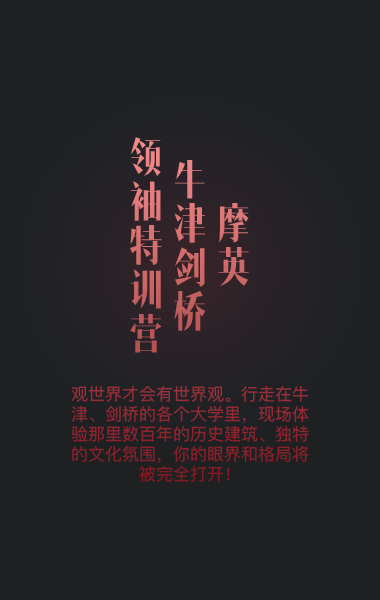 摩英
牛津剑桥
领袖特训营
观世界才会有世界观。行走在牛
津、剑桥的各个大学里，现场体
验那里数百年的历史建筑、独特
的文化氛围，你的眼界和格局将
被完全打开！